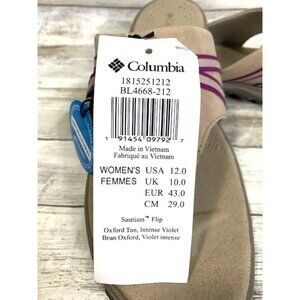 Columbia
1815251212
BL4668-212
1 91454 09792 7
Made in Vietnam
Fabriqué au Vietnam
WOMEN'S USA 12.0
FEMMES UK 10.0
EUR 43.0
CM 29.0
Santiam™ Flip
Oxford Tan, Intense Violet
Brun Oxford, Violet intense